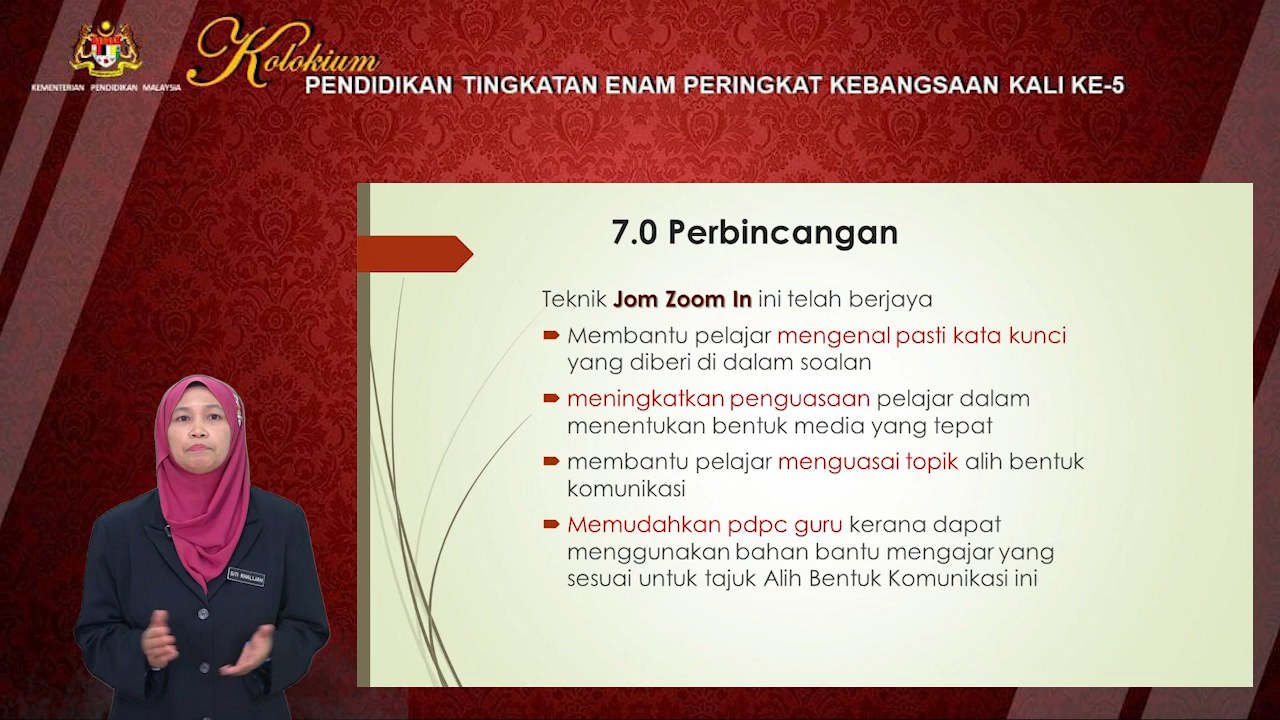 KEMENTERIAN PENDIDIKAN MALAYSIA
Kolokium
PENDIDIKAN TINGKATAN ENAM PERINGKAT KEBANGSAAN KALI KE-5
7.0 Perbincangan
Teknik Jom Zoom In ini telah berjaya
Membantu pelajar mengenal pasti kata kunci
yang diberi di dalam soalan
meningkatkan penguasaan pelajar dalam
menentukan bentuk media yang tepat
membantu pelajar menguasai topik alih bentuk
komunikasi
Memudahkan pdpc guru kerana dapat
menggunakan bahan bantu mengajar yang
sesuai untuk tajuk Alih Bentuk Komunikasi ini
SITI KHALIJAH